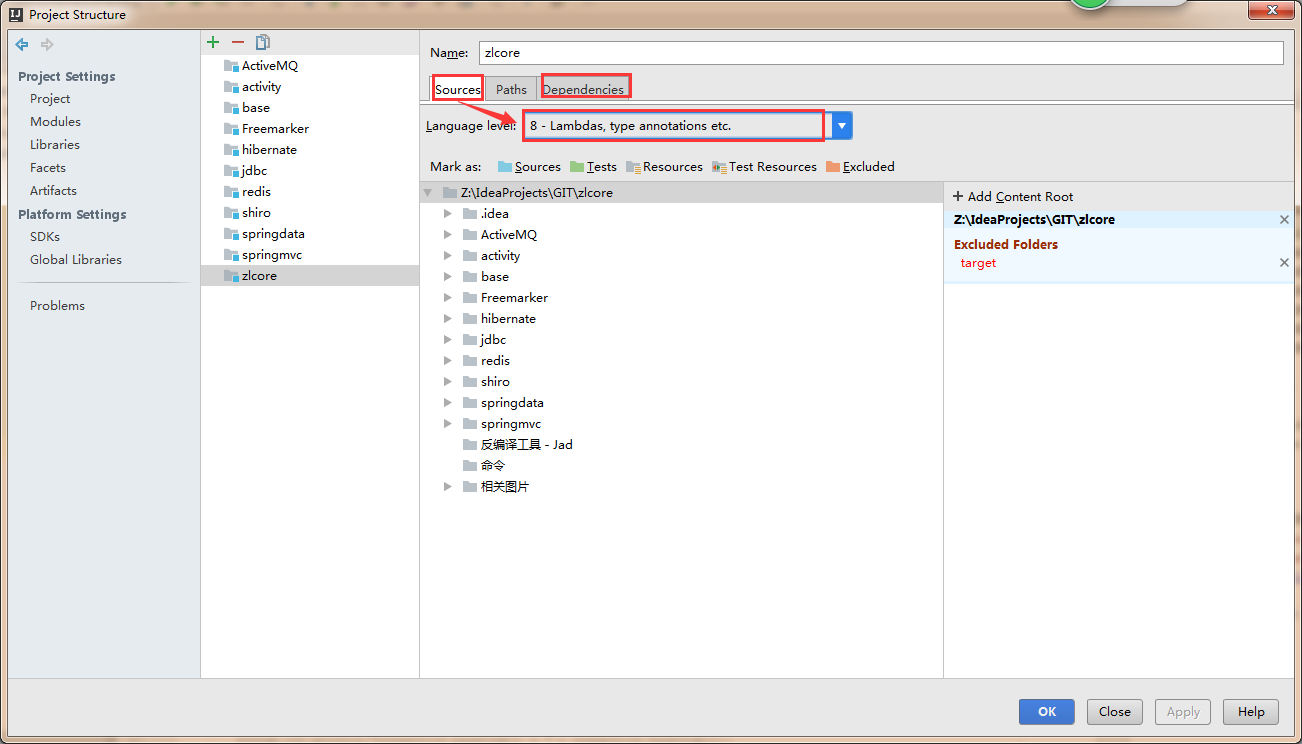 Project Structure
Project Settings
Project
Modules
Libraries
Facets
Artifacts
Platform Settings
SDKs
Global Libraries
Problems
ActiveMQ
activity
base
Freemarker
hibernate
jdbc
redis
shiro
springdata
springmvc
zlcore
Name: zlcore
Sources Paths Dependencies
Language level: 8 - Lambdas, type annotations etc.
Mark as: Sources Tests Resources Test Resources Excluded
Z:\IdeaProjects\GIT\zlcore
.idea
ActiveMQ
activity
base
Freemarker
hibernate
jdbc
redis
shiro
springdata
springmvc
反编译工具 - Jad
命令
相关图片
+ Add Content Root
Z:\IdeaProjects\GIT\zlcore
Excluded Folders
target
OK Close Apply Help